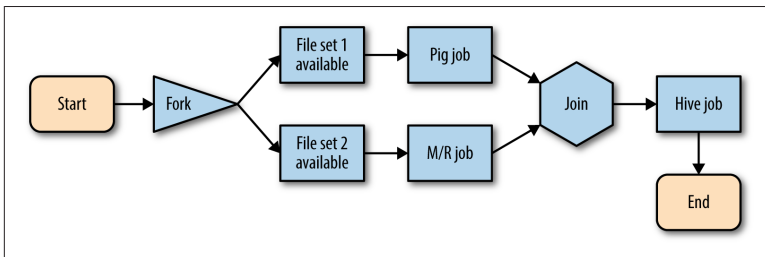 Start
Fork
File set 1
available
Pig job
File set 2
available
M/R job
Join
Hive job
End